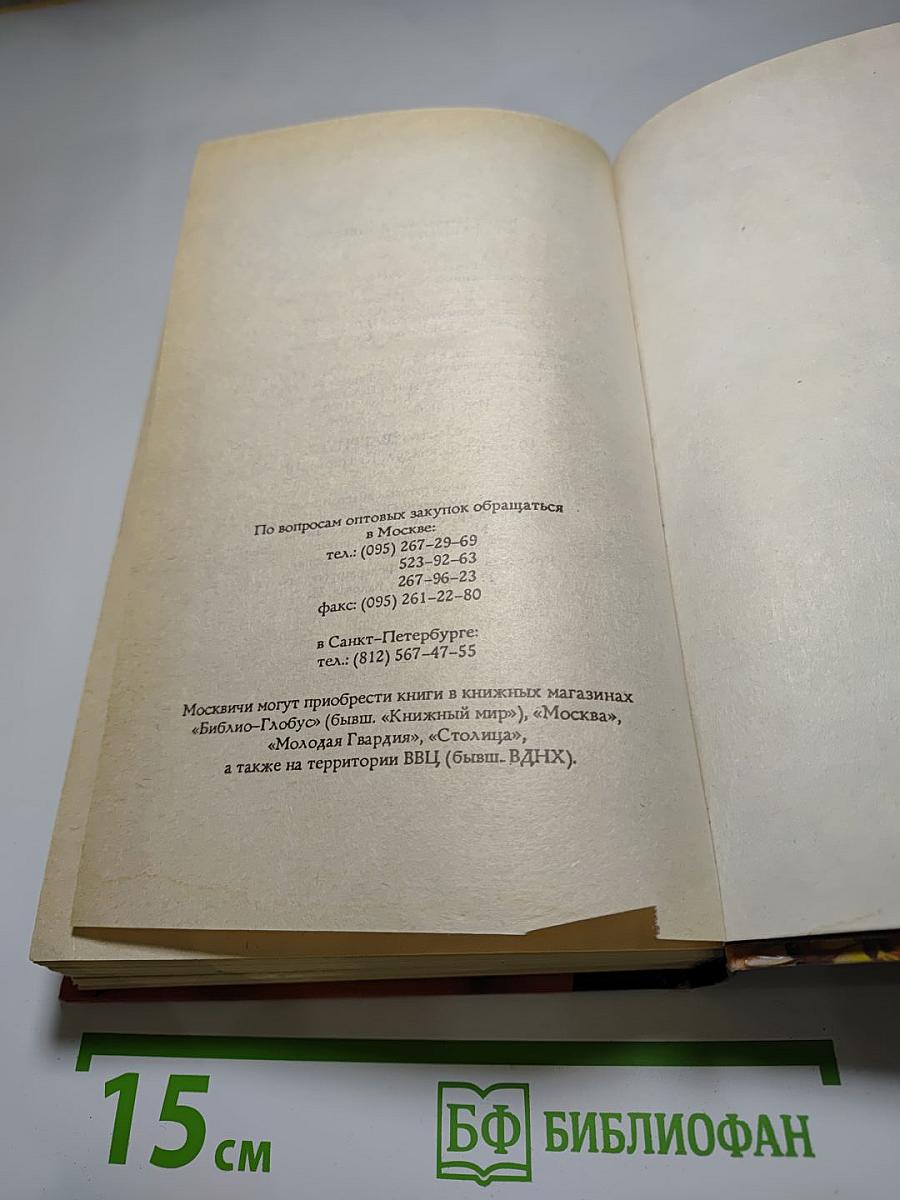 По вопросам оптовых закупок обращаться
в Москве:
тел.: (095) 267–29–69
523–92–63
267–96–23
факс: (095) 261–22–80
в Санкт–Петербурге:
тел.: (812) 567–47–55
Москвичи могут приобрести книги в книжных магазинах
«Библио–Глобус» (бывш. «Книжный мир»), «Москва»,
«Молодая Гвардия», «Столица»,
а также на территории ВВЦ (бывш. ВДНХ).
15 см
БФ БИБЛИОФАН